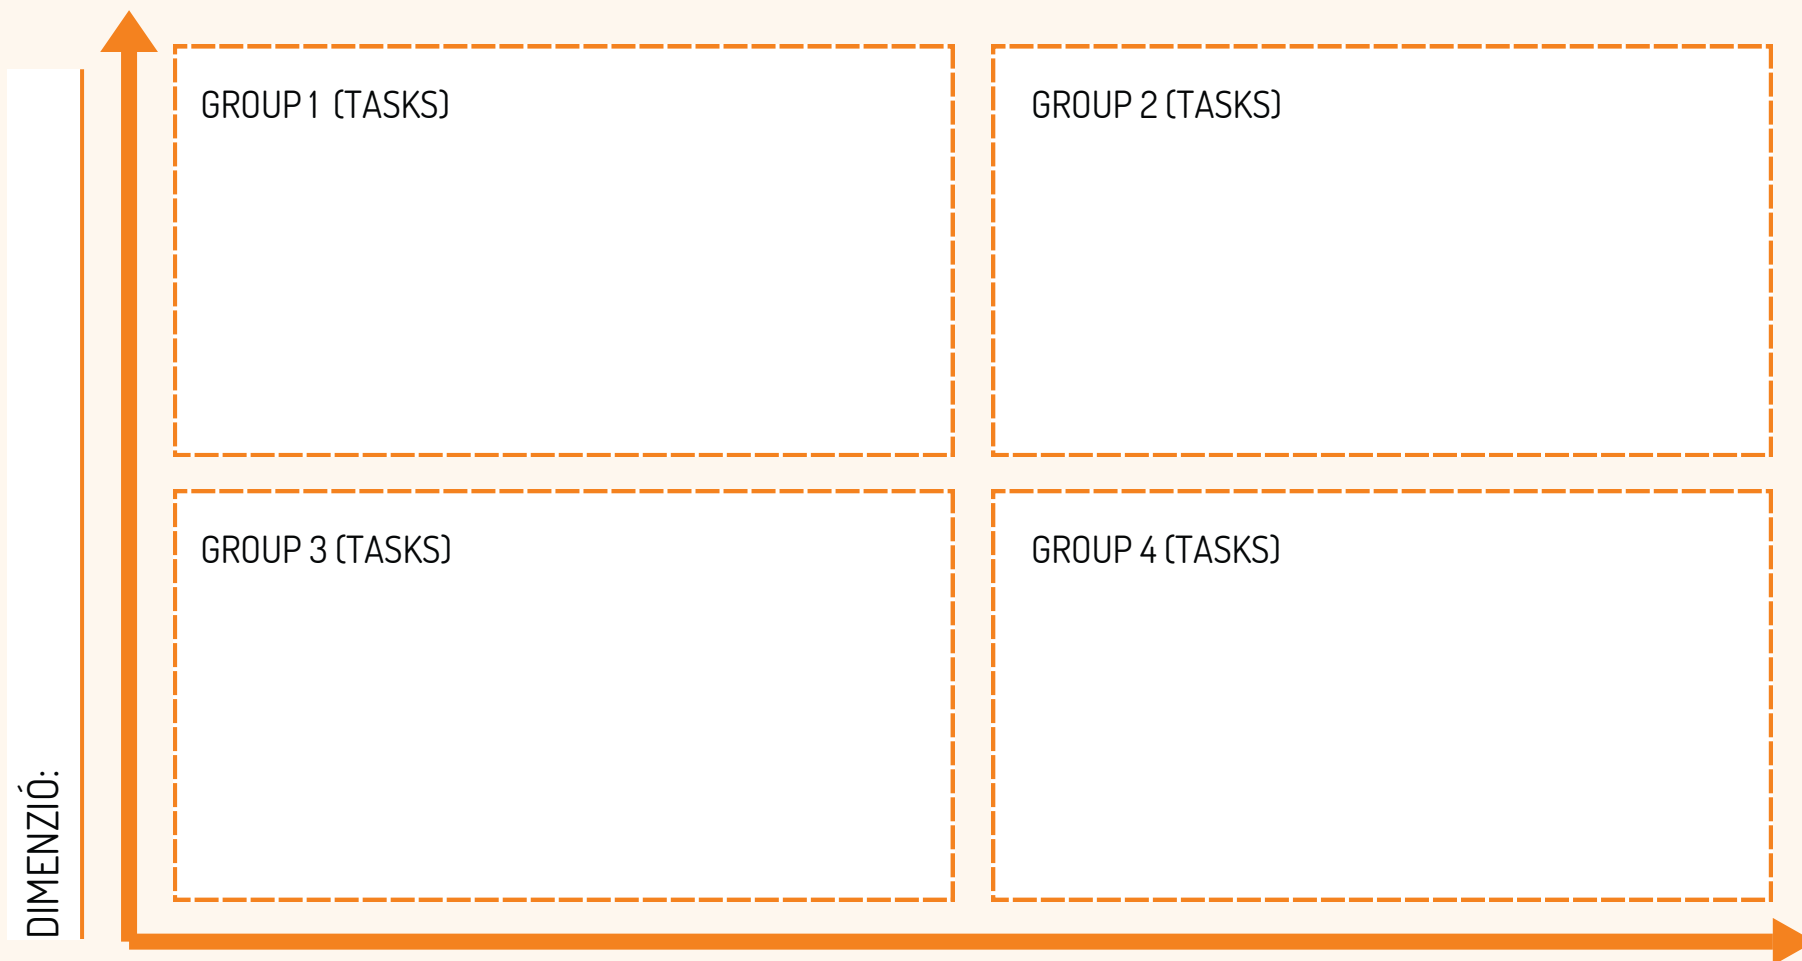 GROUP 1 (TASKS)
GROUP 2 (TASKS)
GROUP 3 (TASKS)
GROUP 4 (TASKS)
DIMENZIÓ: